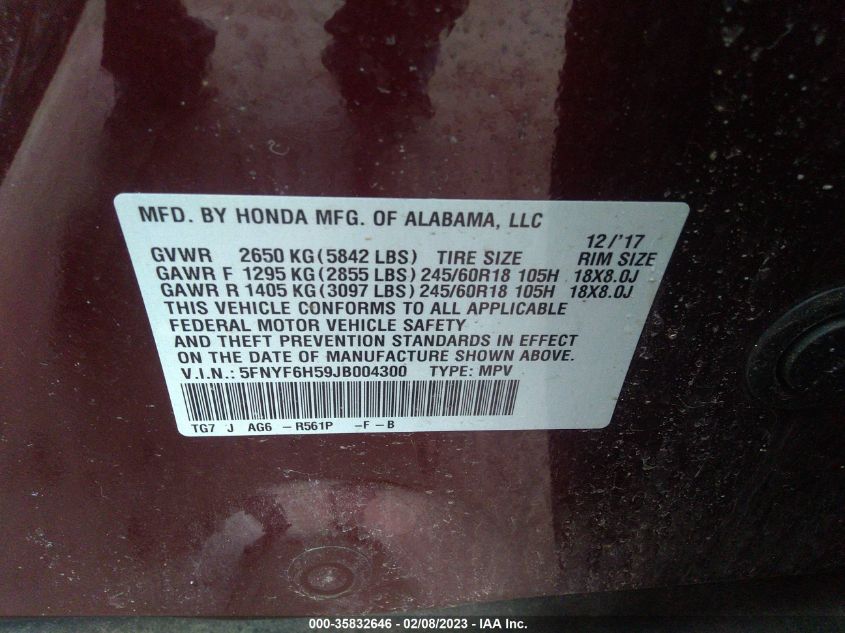 MFD. BY HONDA MFG. OF ALABAMA, LLC
12/'17
GVWR 2650 KG (5842 LBS) TIRE SIZE RIM SIZE
GAWR F 1295 KG (2855 LBS) 245/60R18 105H 18X8.0J
GAWR R 1405 KG (3097 LBS) 245/60R18 105H 18X8.0J
THIS VEHICLE CONFORMS TO ALL APPLICABLE
FEDERAL MOTOR VEHICLE SAFETY
AND THEFT PREVENTION STANDARDS IN EFFECT
ON THE DATE OF MANUFACTURE SHOWN ABOVE.
V.I.N.: 5FNYF6H59JB004300 TYPE: MPV
TG7 J AG6 -R561P -F-B
000-35832646 - 02/08/2023 - IAA Inc.